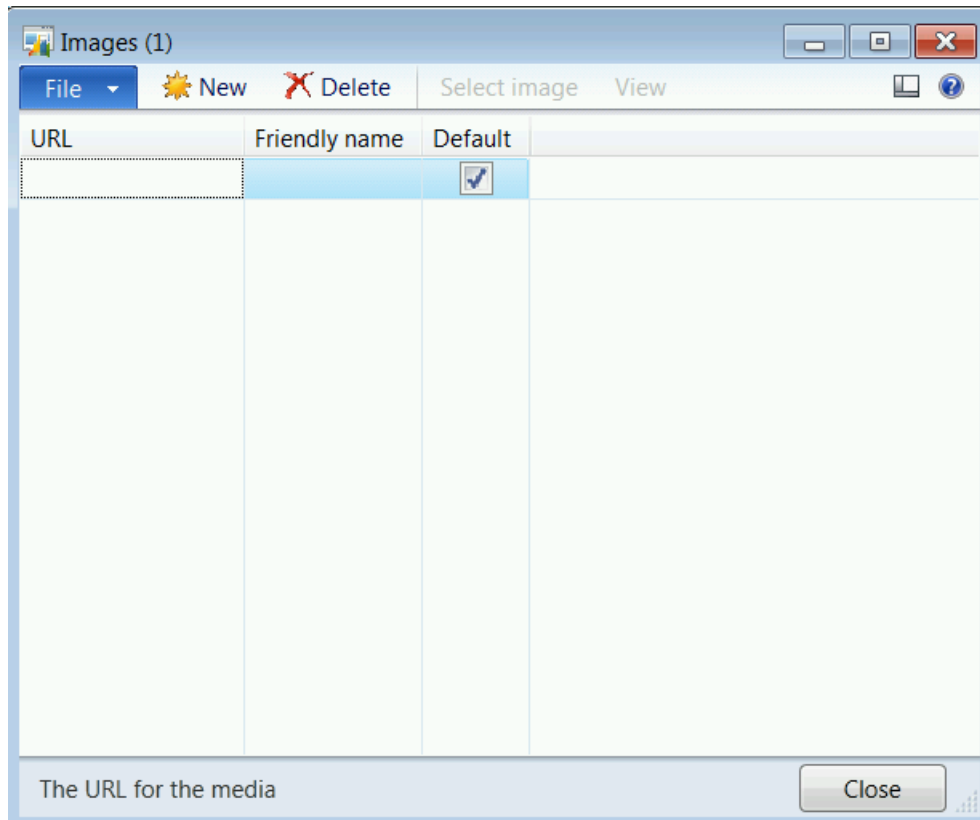 Images (1)
File New Delete Select image View
URL Friendly name Default
The URL for the media Close